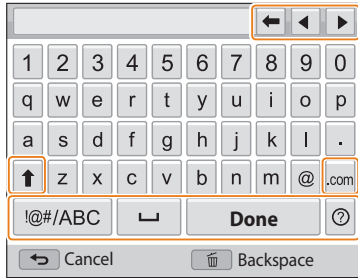 1 2 3 4 5 6 7 8 9 0
q w e r t y u i o p
a s d f g h j k l .
z x c v b n m @ .com
!@#/ABC Done ?
Cancel Backspace